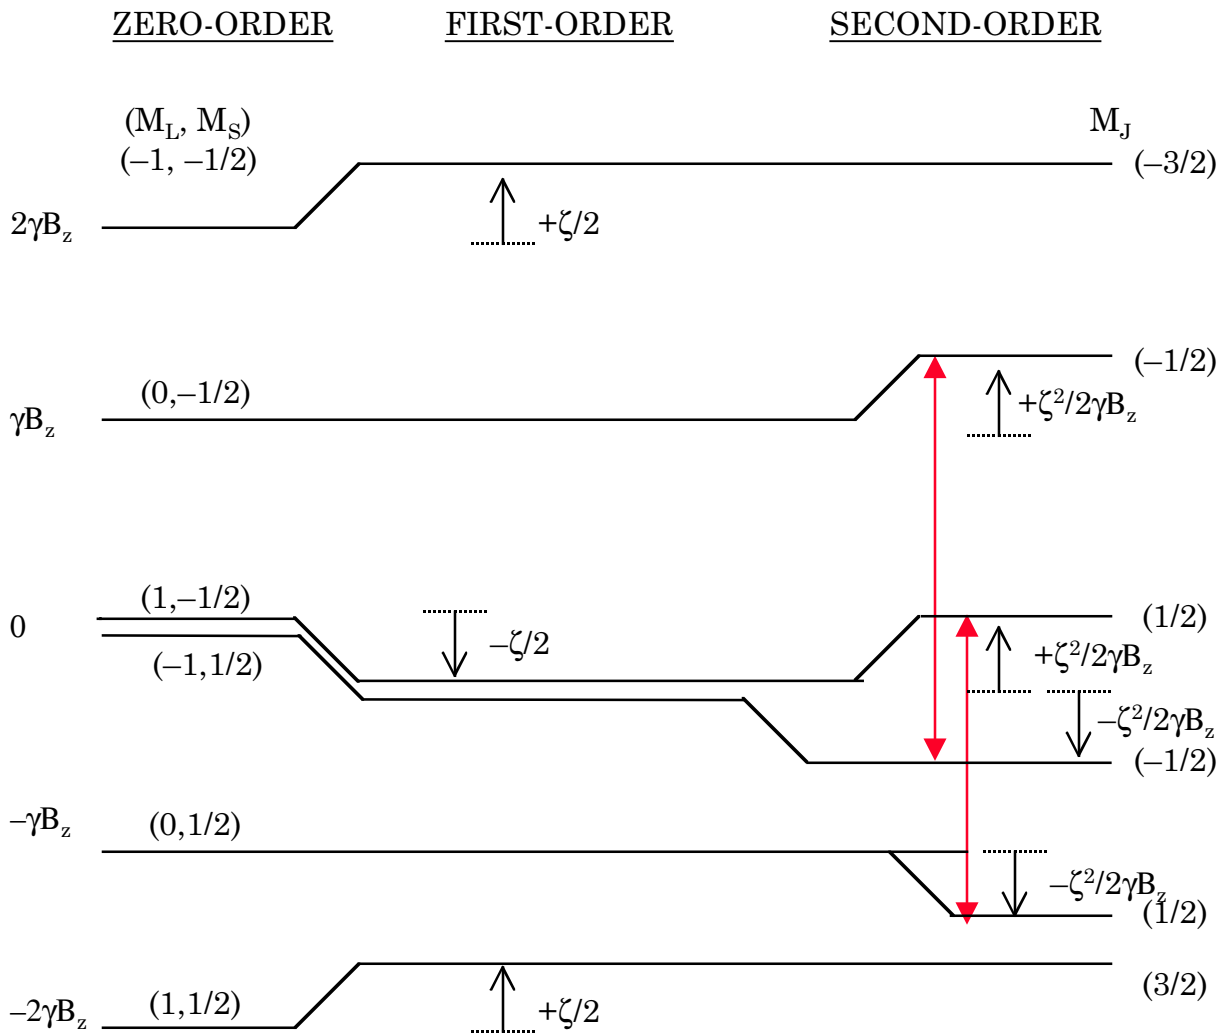 ZERO-ORDER FIRST-ORDER SECOND-ORDER
(M_L, M_S) M_J
(–1, –1/2) (–3/2)
2γB_z +ζ/2
(0,–1/2) (–1/2)
γB_z +ζ²/2γB_z
(1,–1/2) (1/2)
0 –ζ/2
(–1,1/2) +ζ²/2γB_z
–ζ²/2γB_z
(–1/2)
–γB_z (0,1/2)
–ζ²/2γB_z
(1/2)
(3/2)
–2γB_z (1,1/2) +ζ/2